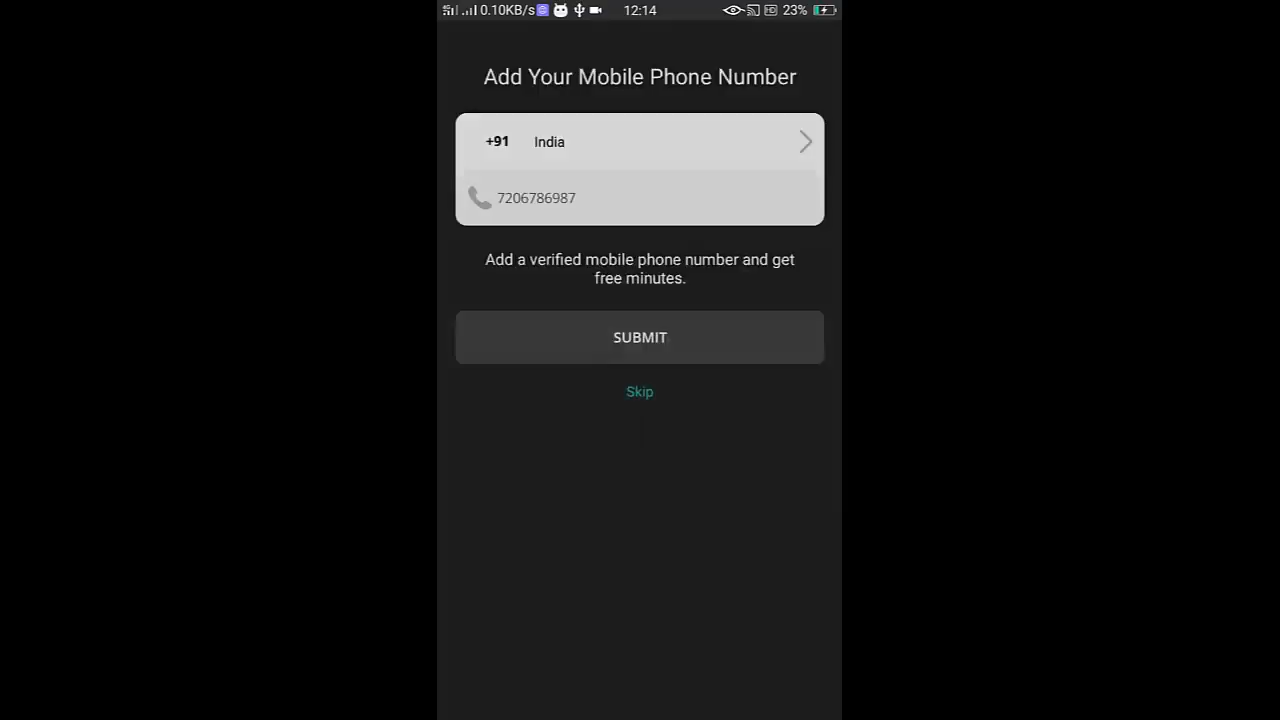 0.10KB/s 12:14 HD 23%
Add Your Mobile Phone Number
+91 India
7206786987
Add a verified mobile phone number and get
free minutes.
SUBMIT
Skip